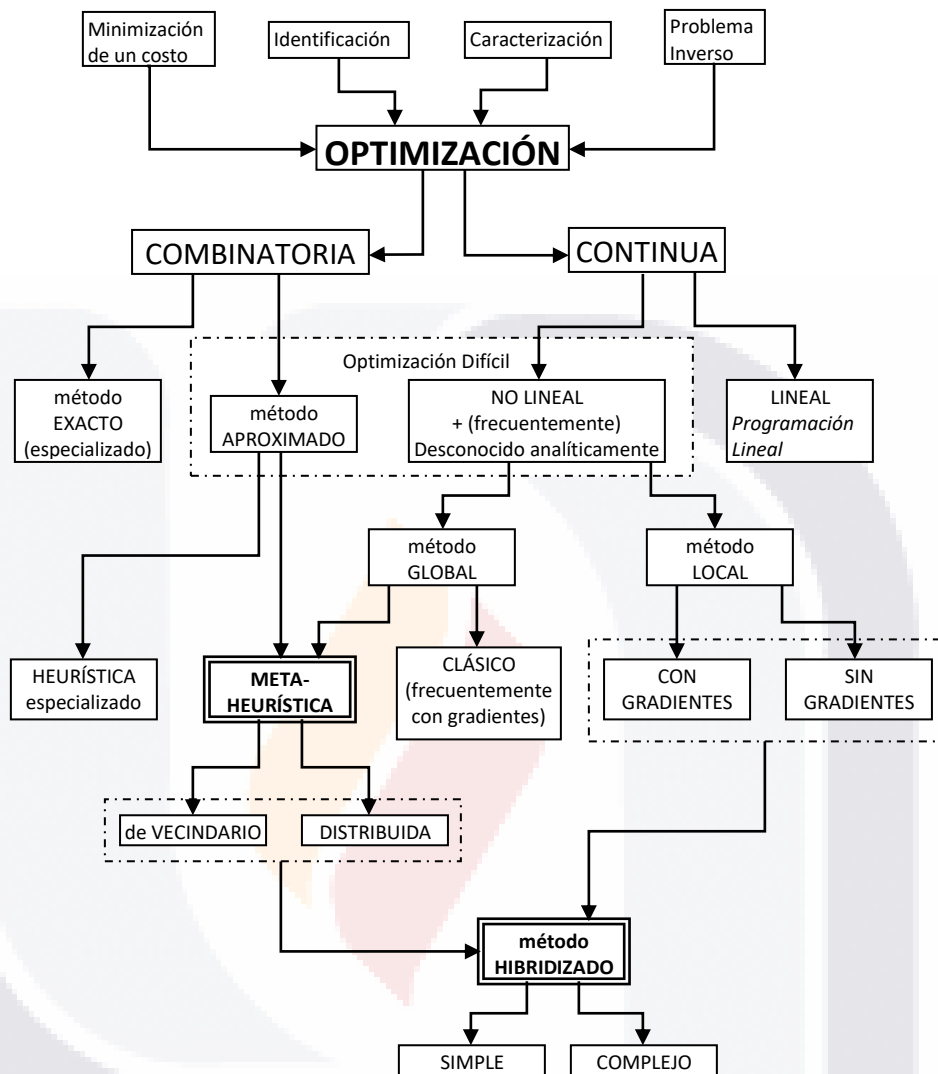 Minimización
de un costo
Identificación
Caracterización
Problema
Inverso
OPTIMIZACIÓN
COMBINATORIA
CONTINUA
Optimización Difícil
método
EXACTO
(especializado)
método
APROXIMADO
NO LINEAL
+ (frecuentemente)
Desconocido analíticamente
LINEAL
Programación
Lineal
método
GLOBAL
método
LOCAL
HEURÍSTICA
especializado
META-
HEURÍSTICA
CLÁSICO
(frecuentemente
con gradientes)
CON
GRADIENTES
SIN
GRADIENTES
de VECINDARIO
DISTRIBUIDA
método
HIBRIDIZADO
SIMPLE
COMPLEJO